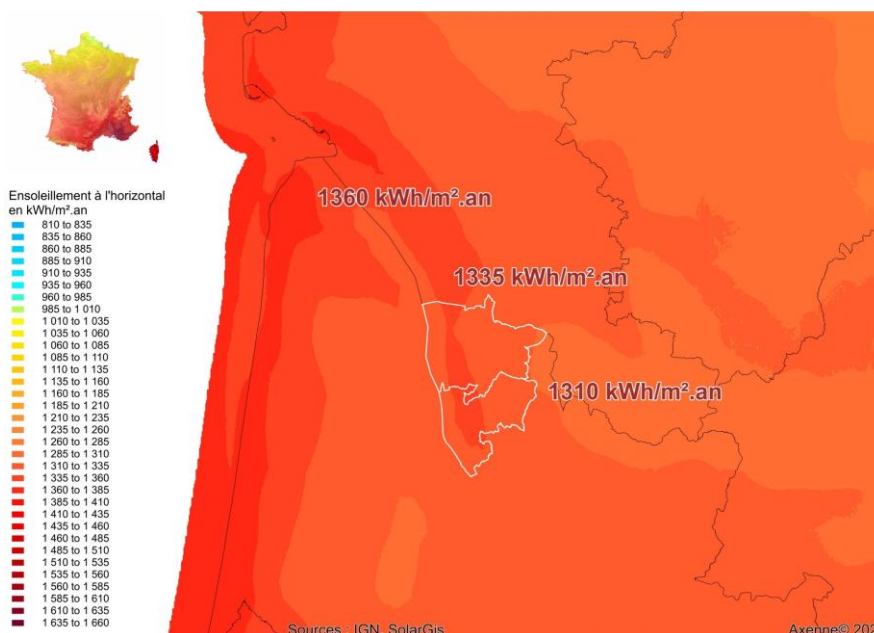 Ensoleillement à l'horizontal
en kWh/m².an
810 to 835
835 to 860
860 to 885
885 to 910
910 to 935
935 to 960
960 to 985
985 to 1 010
1 010 to 1 035
1 035 to 1 060
1 060 to 1 085
1 085 to 1 110
1 110 to 1 135
1 135 to 1 160
1 160 to 1 185
1 185 to 1 210
1 210 to 1 235
1 235 to 1 260
1 260 to 1 285
1 285 to 1 310
1 310 to 1 335
1 335 to 1 360
1 360 to 1 385
1 385 to 1 410
1 410 to 1 435
1 435 to 1 460
1 460 to 1 485
1 485 to 1 510
1 510 to 1 535
1 535 to 1 560
1 560 to 1 585
1 585 to 1 610
1 610 to 1 635
1 635 to 1 660
1360 kWh/m².an
1335 kWh/m².an
1310 kWh/m².an
Sources : IGN, SolarGis
Axenne© 202